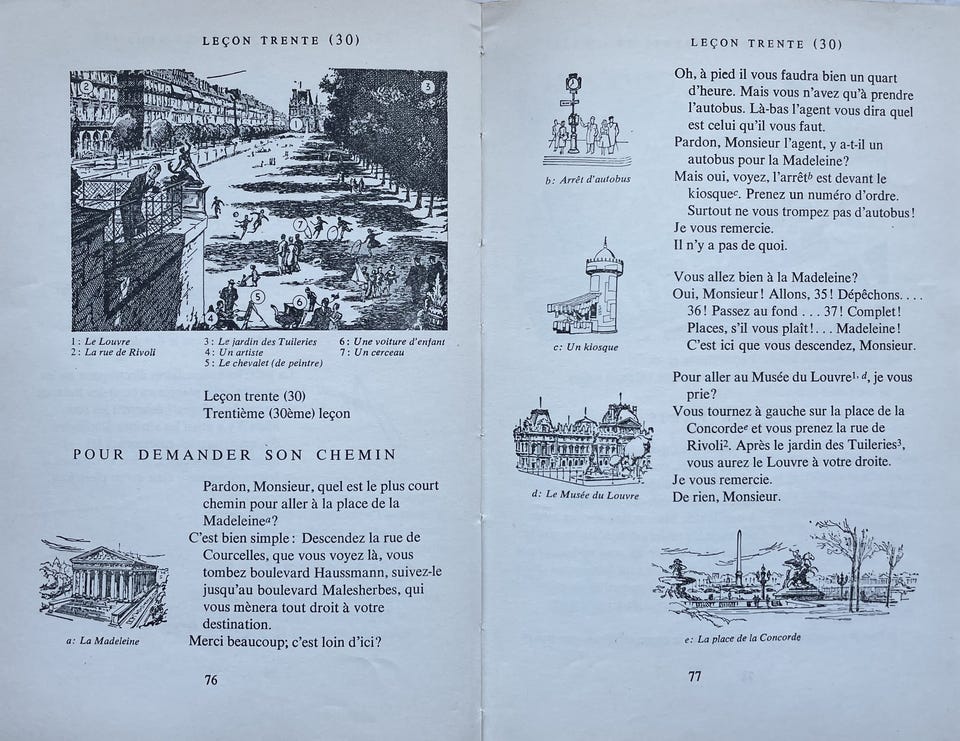 LEÇON TRENTE (30)
2
3
1
7
5
6
4
1: Le Louvre
2: La rue de Rivoli
3: Le jardin des Tuileries
4: Un artiste
5: Le chevalet (de peintre)
6: Une voiture d'enfant
7: Un cerceau
Leçon trente (30)
Trentième (30ème) leçon
POUR DEMANDER SON CHEMIN
Pardon, Monsieur, quel est le plus court
chemin pour aller à la place de la
Madeleineᵃ?
C'est bien simple: Descendez la rue de
Courcelles, que vous voyez là, vous
tombez boulevard Haussmann, suivez-le
jusqu'au boulevard Malesherbes, qui
vous mènera tout droit à votre
destination.
Merci beaucoup; c'est loin d'ici?
a: La Madeleine
76
LEÇON TRENTE (30)
Oh, à pied il vous faudra bien un quart
d'heure. Mais vous n'avez qu'à prendre
l'autobus. Là-bas l'agent vous dira quel
est celui qu'il vous faut.
Pardon, Monsieur l'agent, y a-t-il un
autobus pour la Madeleine?
Mais oui, voyez, l'arrêtᵇ est devant le
kiosqueᶜ. Prenez un numéro d'ordre.
Surtout ne vous trompez pas d'autobus!
Je vous remercie.
Il n'y a pas de quoi.
b: Arrêt d'autobus
Vous allez bien à la Madeleine?
Oui, Monsieur! Allons, 35! Dépêchons....
36! Passez au fond ... 37! Complet!
Places, s'il vous plaît!... Madeleine!
C'est ici que vous descendez, Monsieur.
c: Un kiosque
Pour aller au Musée du Louvre¹· ᵈ, je vous
prie?
Vous tournez à gauche sur la place de la
Concordeᵉ et vous prenez la rue de
Rivoli². Après le jardin des Tuileries³,
vous aurez le Louvre à votre droite.
Je vous remercie.
De rien, Monsieur.
d: Le Musée du Louvre
e: La place de la Concorde
77